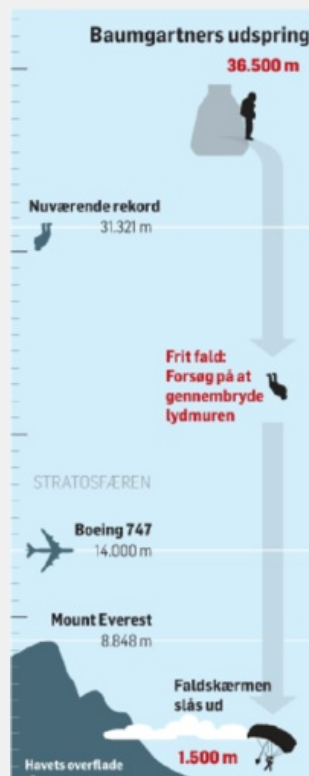 Baumgartners udspring
36.500 m
Nuværende rekord
31.321 m
Frit fald:
Forsøg på at
gennembryde
lydmuren
STRATOSFÆREN
Boeing 747
14.000 m
Mount Everest
8.848 m
Faldskærmen
slås ud
1.500 m
Havets overflade